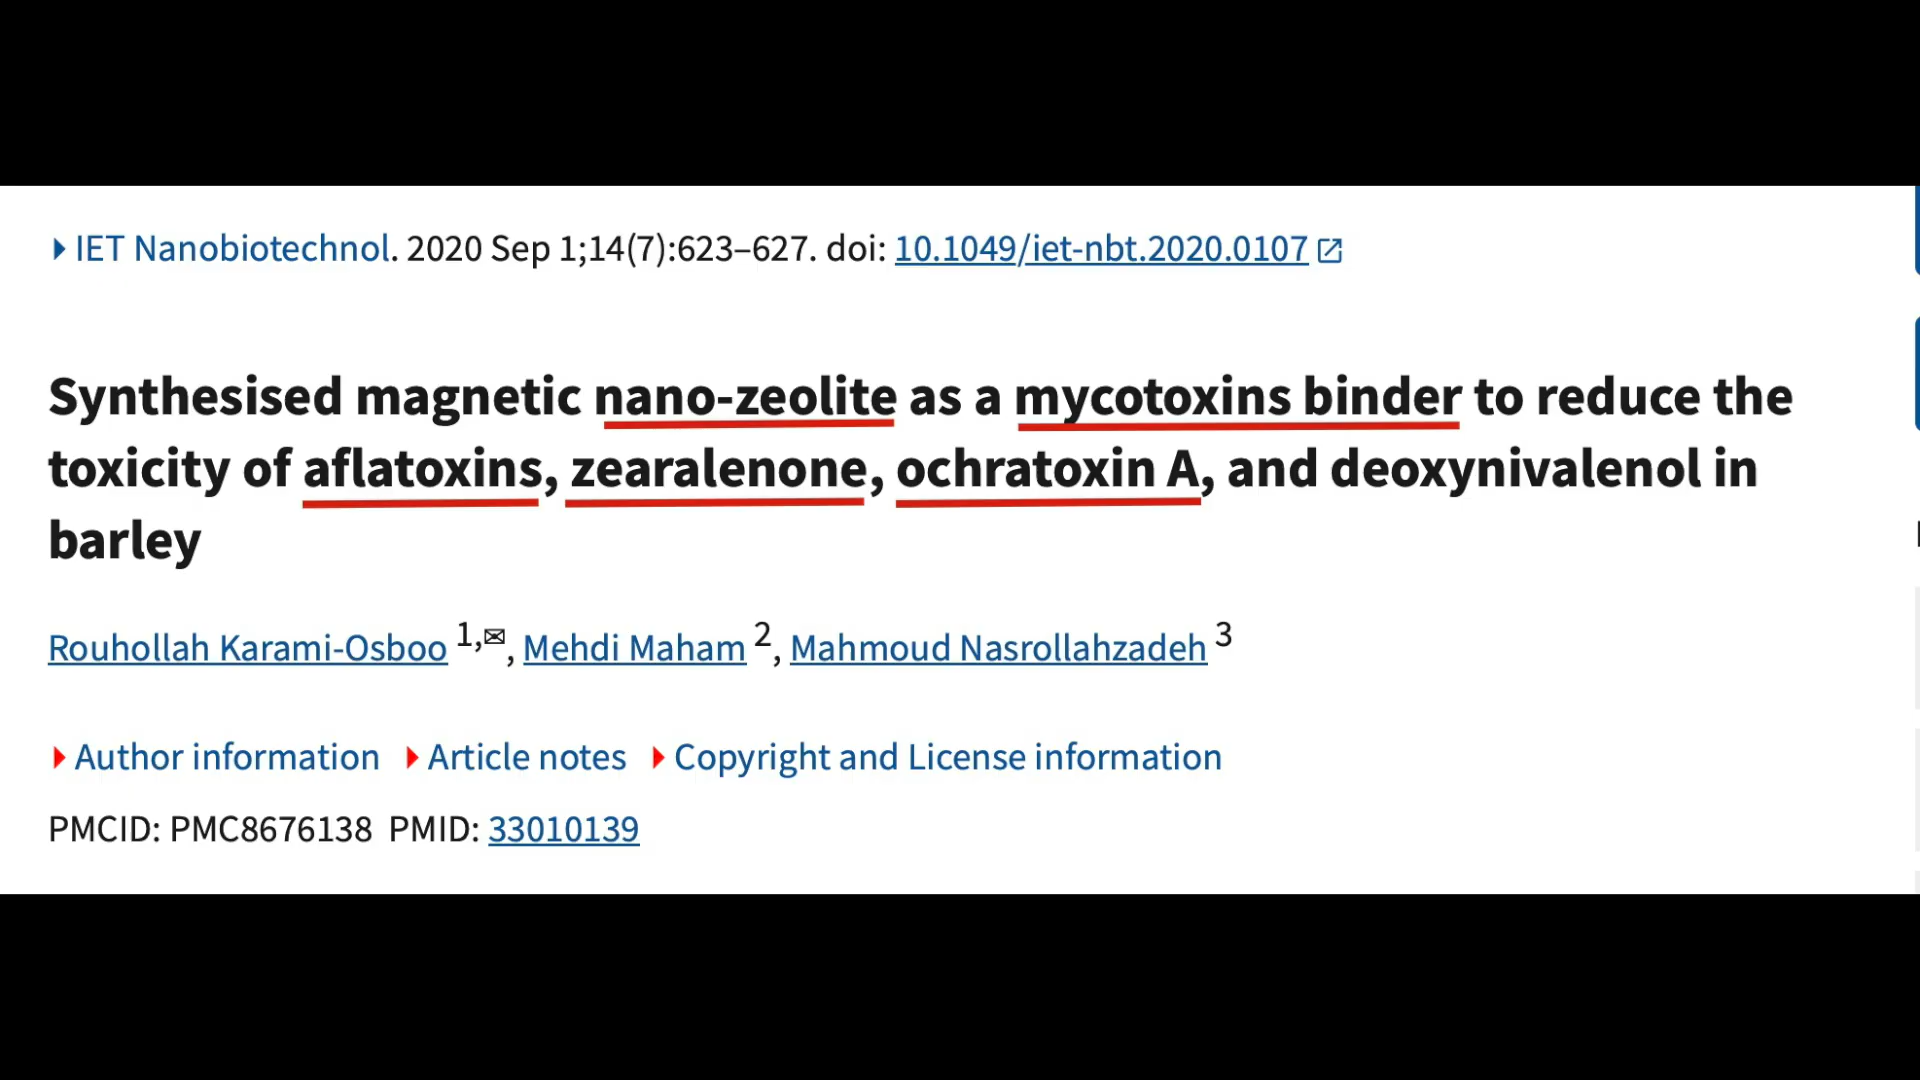 IET Nanobiotechnol. 2020 Sep 1;14(7):623–627. doi: 10.1049/iet-nbt.2020.0107
Synthesised magnetic nano-zeolite as a mycotoxins binder to reduce the
toxicity of aflatoxins, zearalenone, ochratoxin A, and deoxynivalenol in
barley
Rouhollah Karami-Osboo 1,✉, Mehdi Maham 2, Mahmoud Nasrollahzadeh 3
Author information Article notes Copyright and License information
PMCID: PMC8676138 PMID: 33010139